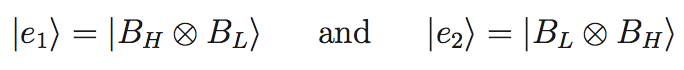 |e₁⟩ = |B_H ⊗ B_L⟩ and |e₂⟩ = |B_L ⊗ B_H⟩